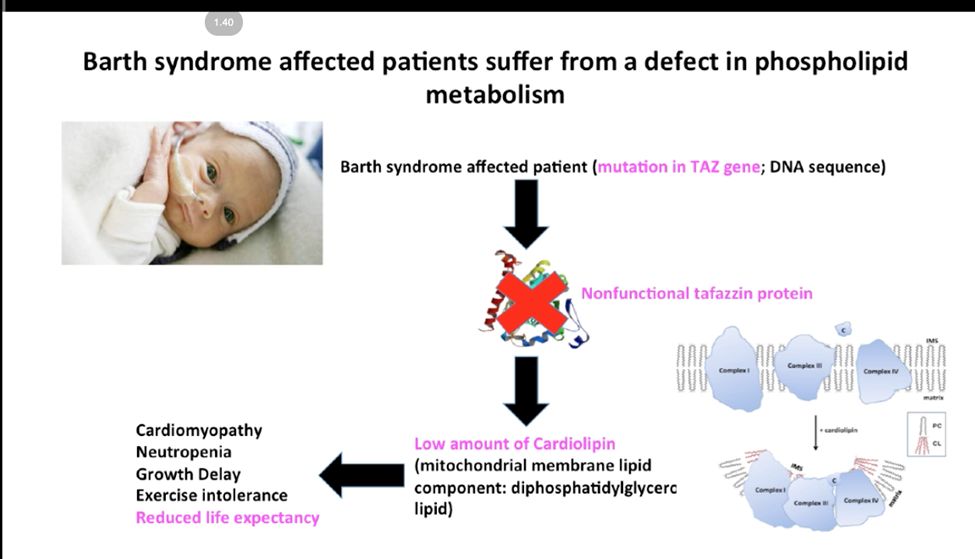 1.40
Barth syndrome affected patients suffer from a defect in phospholipid
metabolism
Barth syndrome affected patient (mutation in TAZ gene; DNA sequence)
Nonfunctional tafazzin protein
C
IMS
Complex I
Complex III
Complex IV
matrix
+ cardiolipin
PC
CL
Low amount of Cardiolipin
(mitochondrial membrane lipid
component: diphosphatidylglycerc
lipid)
Cardiomyopathy
Neutropenia
Growth Delay
Exercise intolerance
Reduced life expectancy
IMS
C
Complex I
Complex III
Complex IV
matrix